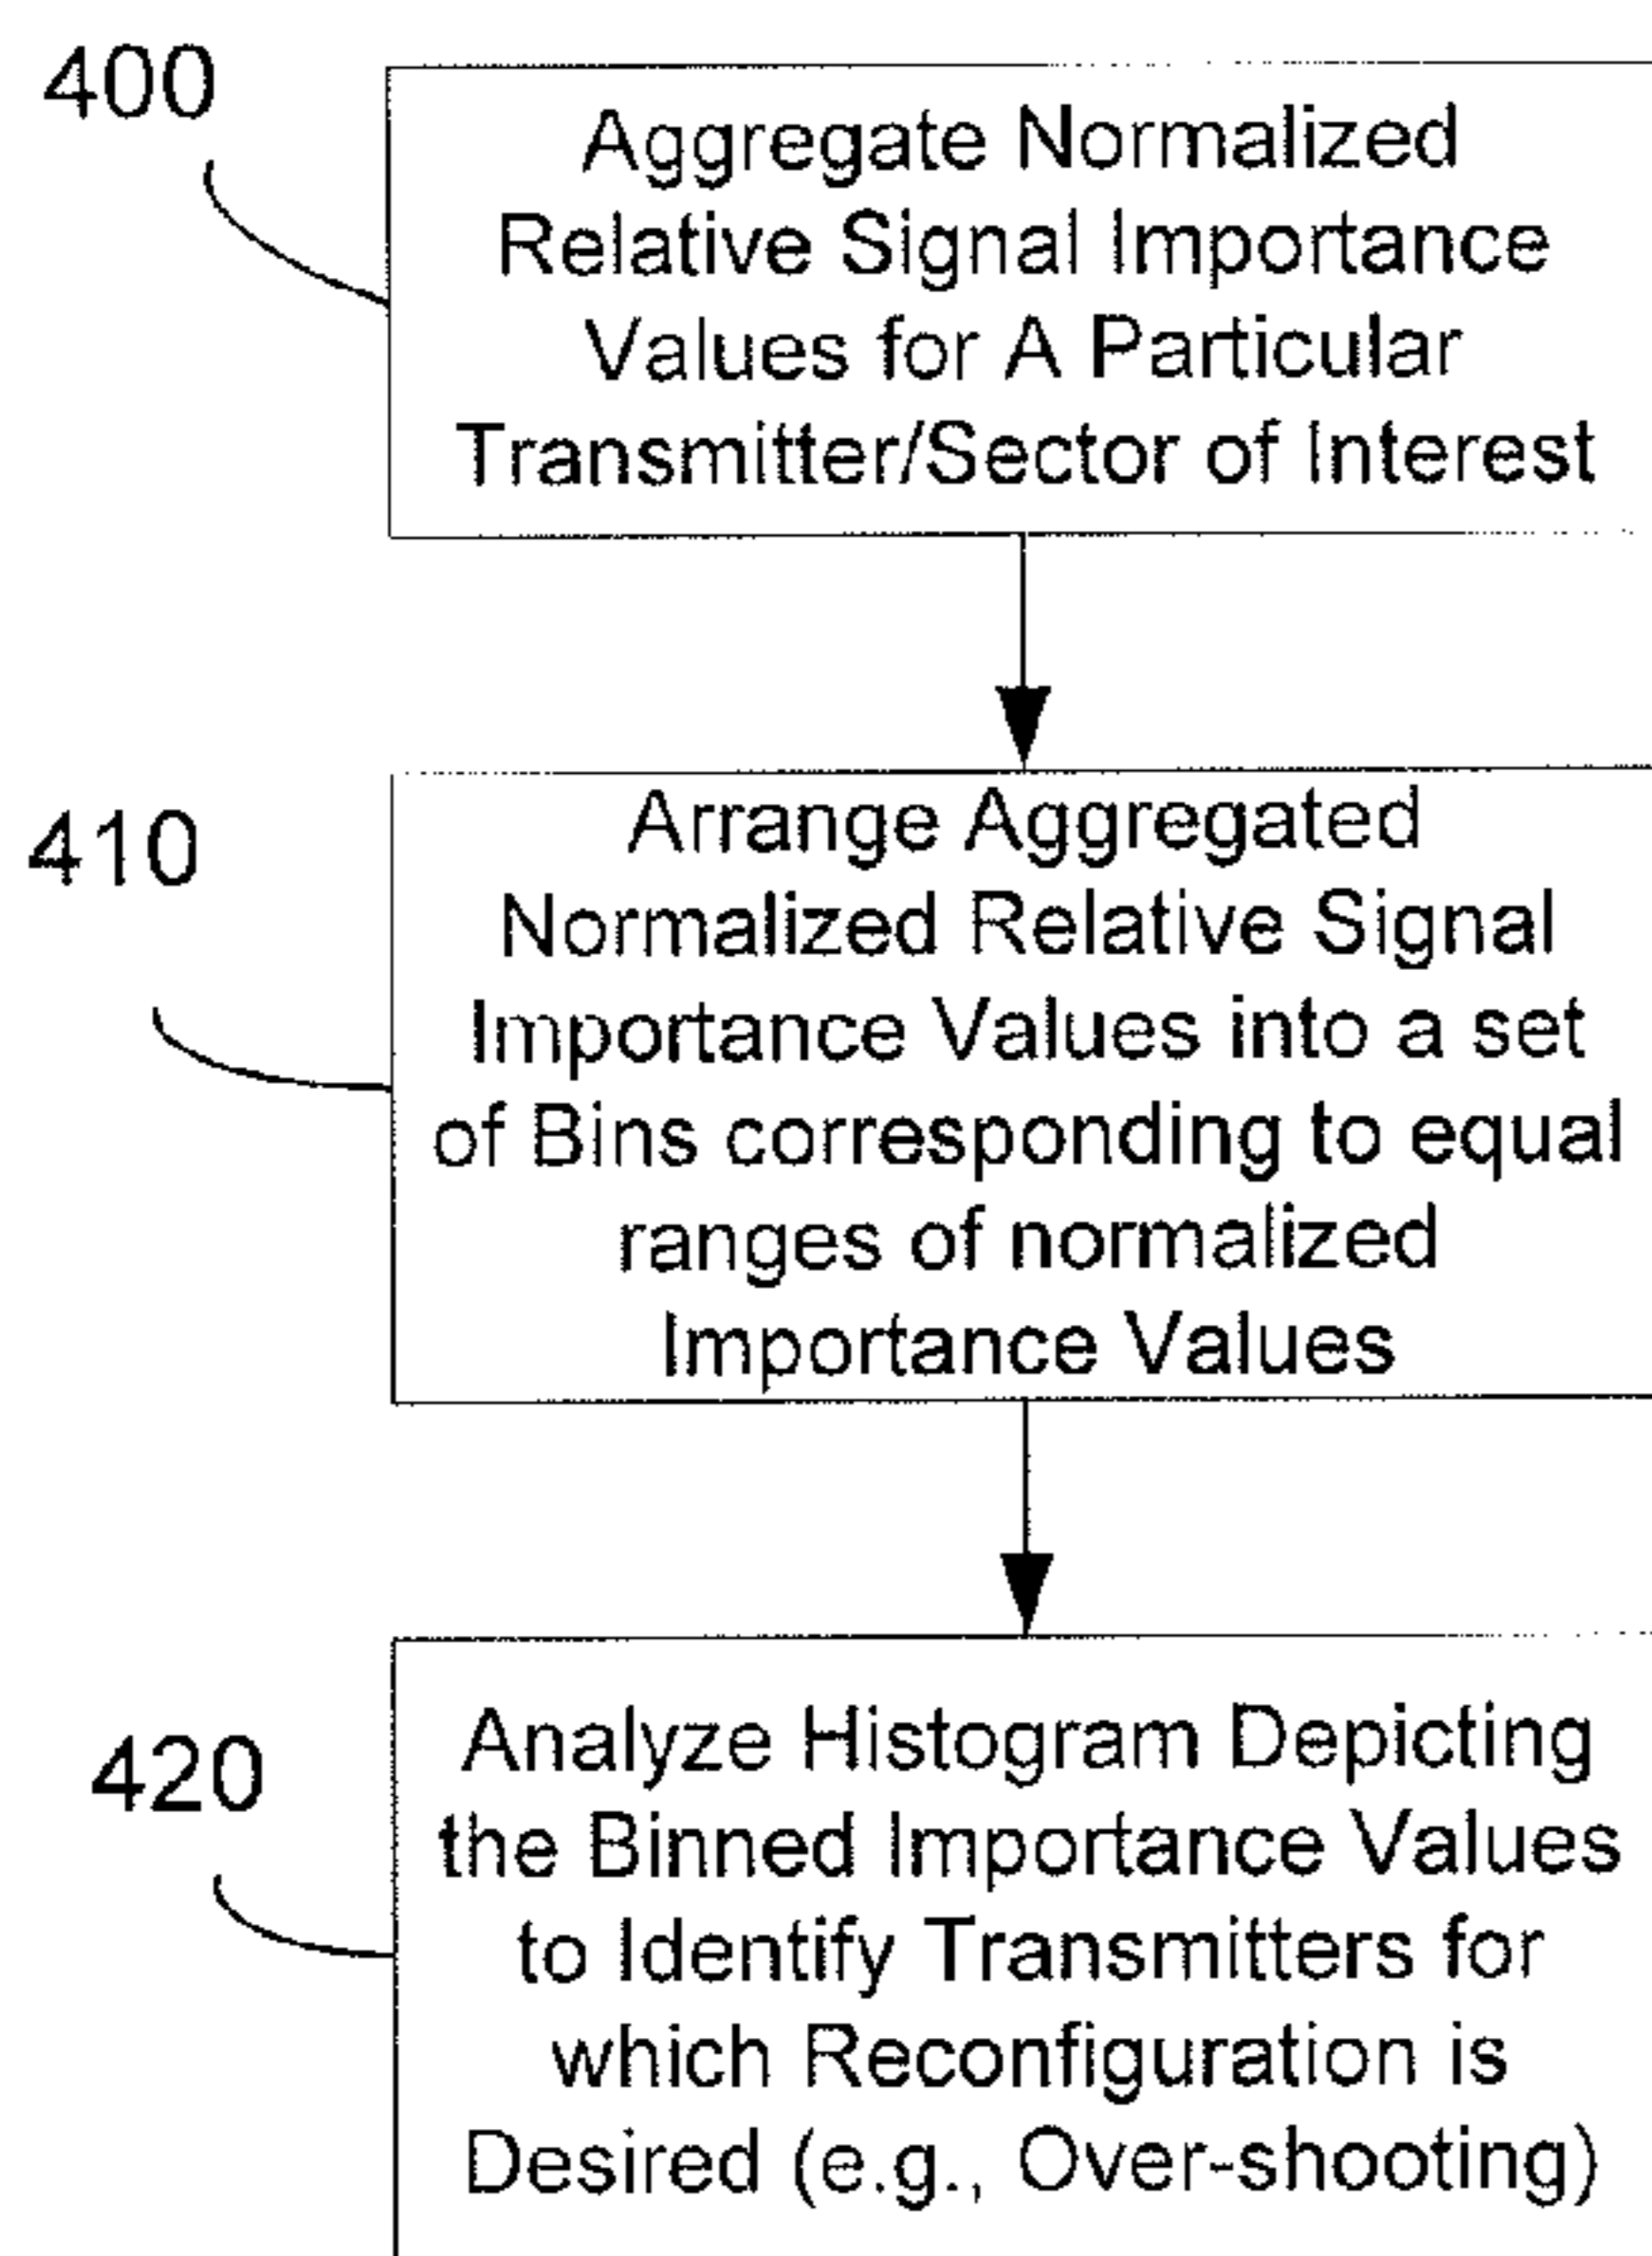 400
Aggregate Normalized
Relative Signal Importance
Values for A Particular
Transmitter/Sector of Interest
410
Arrange Aggregated
Normalized Relative Signal
Importance Values into a set
of Bins corresponding to equal
ranges of normalized
Importance Values
420
Analyze Histogram Depicting
the Binned Importance Values
to Identify Transmitters for
which Reconfiguration is
Desired (e.g., Over-shooting)